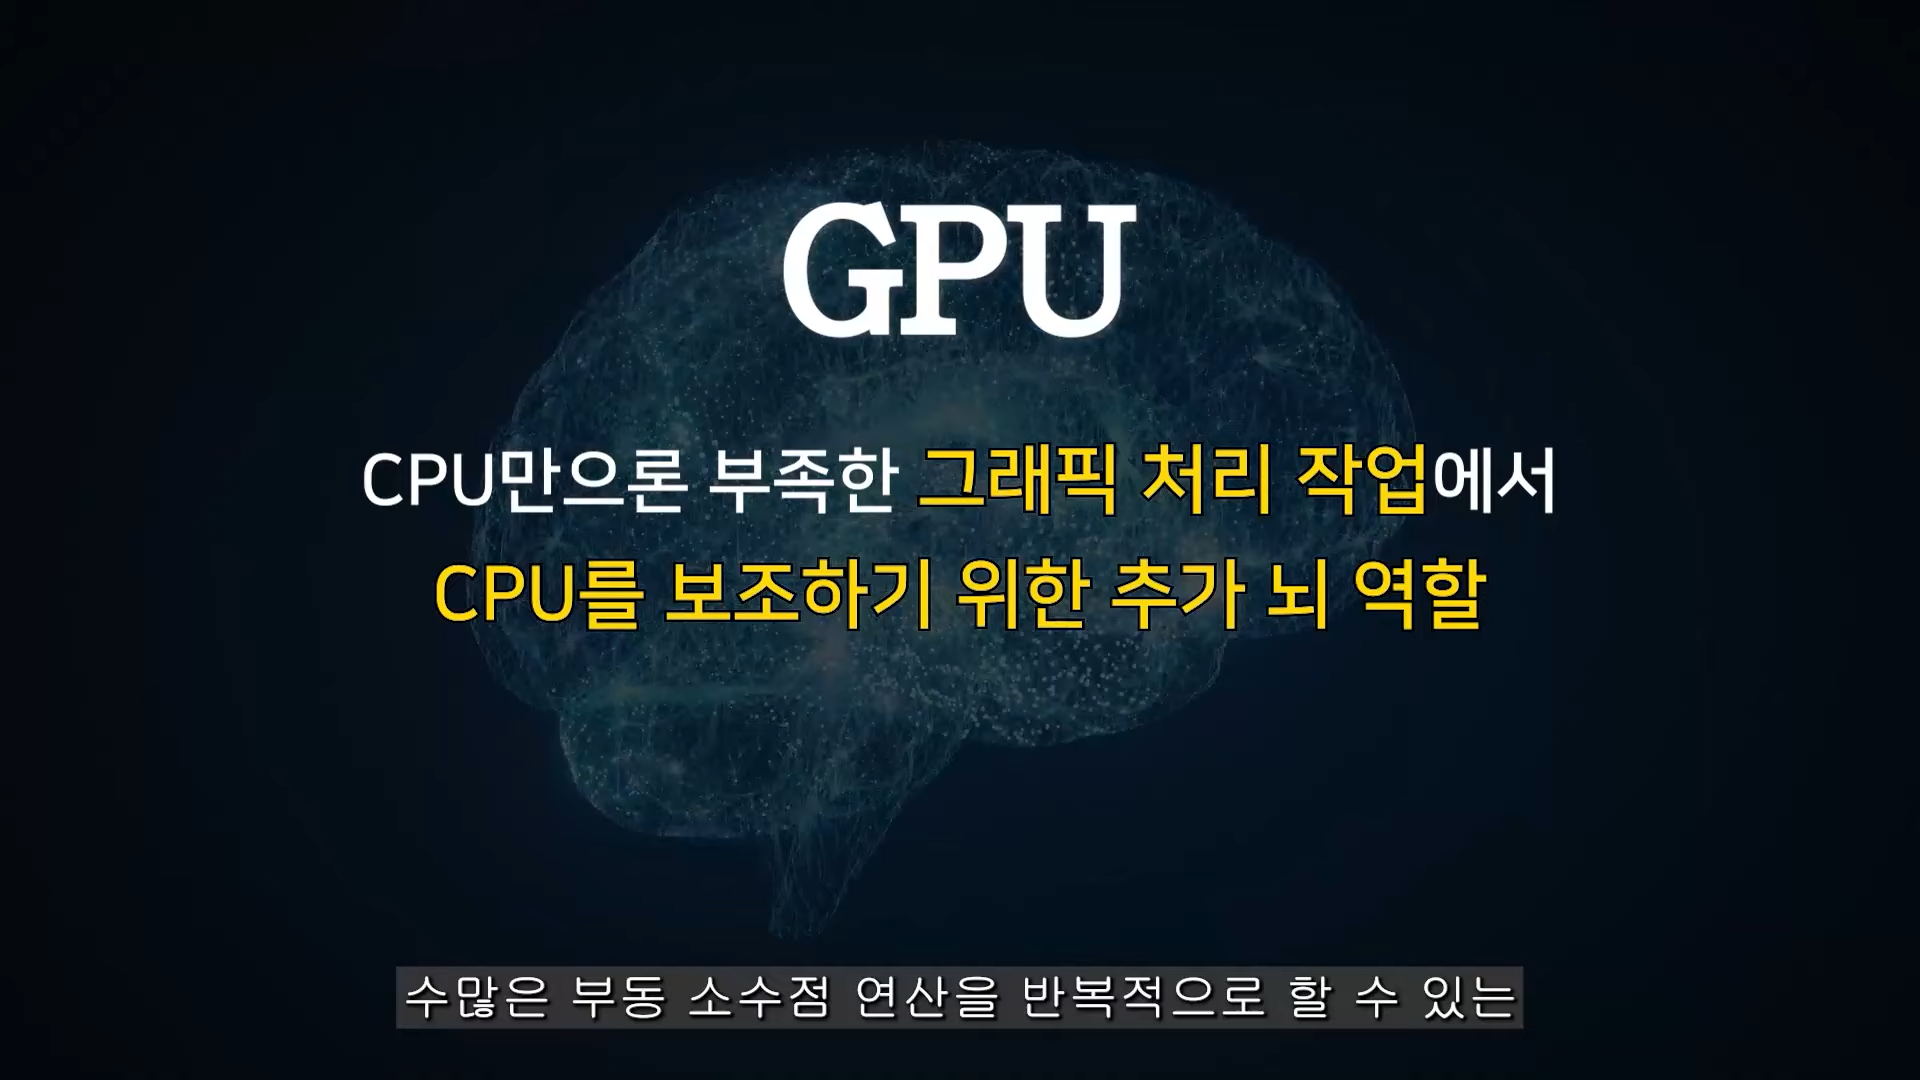 GPU
CPU만으론 부족한 그래픽 처리 작업에서
CPU를 보조하기 위한 추가 뇌 역할
수많은 부동 소수점 연산을 반복적으로 할 수 있는